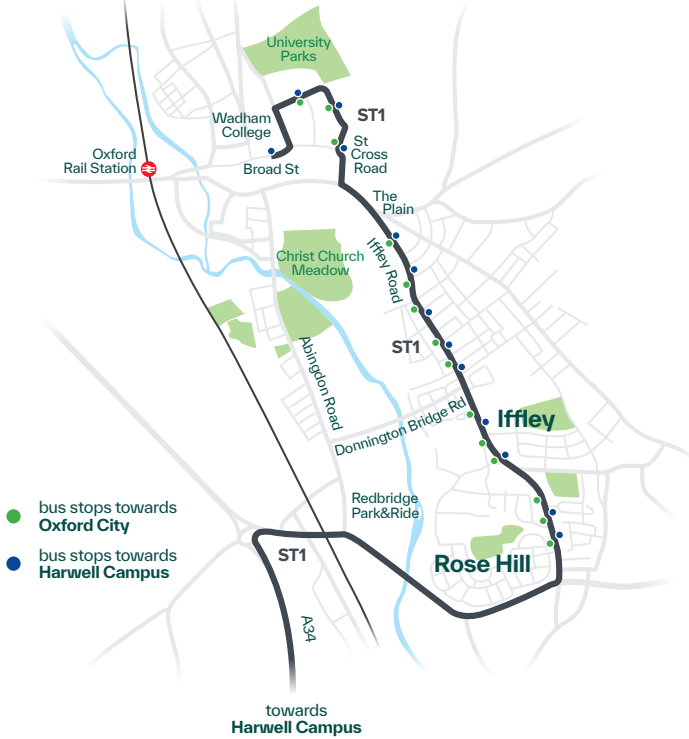 University
Parks
ST1
Wadham
College
St
Cross
Road
Oxford
Rail Station
Broad St
The
Plain
Iffley Road
Christ Church
Meadow
ST1
Abingdon Road
Donnington Bridge Rd
Iffley
bus stops towards
Oxford City
Redbridge
Park&Ride
bus stops towards
Harwell Campus
ST1
Rose Hill
A34
towards
Harwell Campus